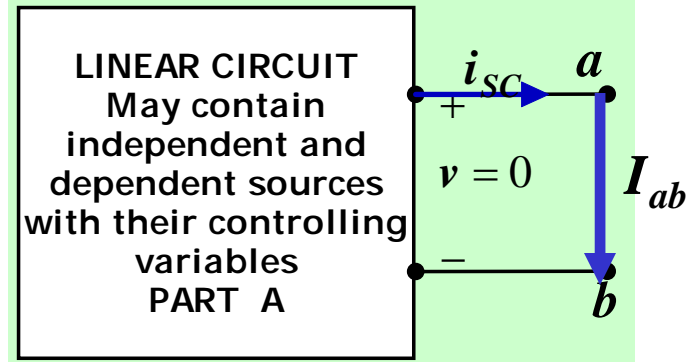 LINEAR CIRCUIT
May contain
independent and
dependent sources
with their controlling
variables
PART A
i_SC
a
+
v = 0
I_ab
−
b